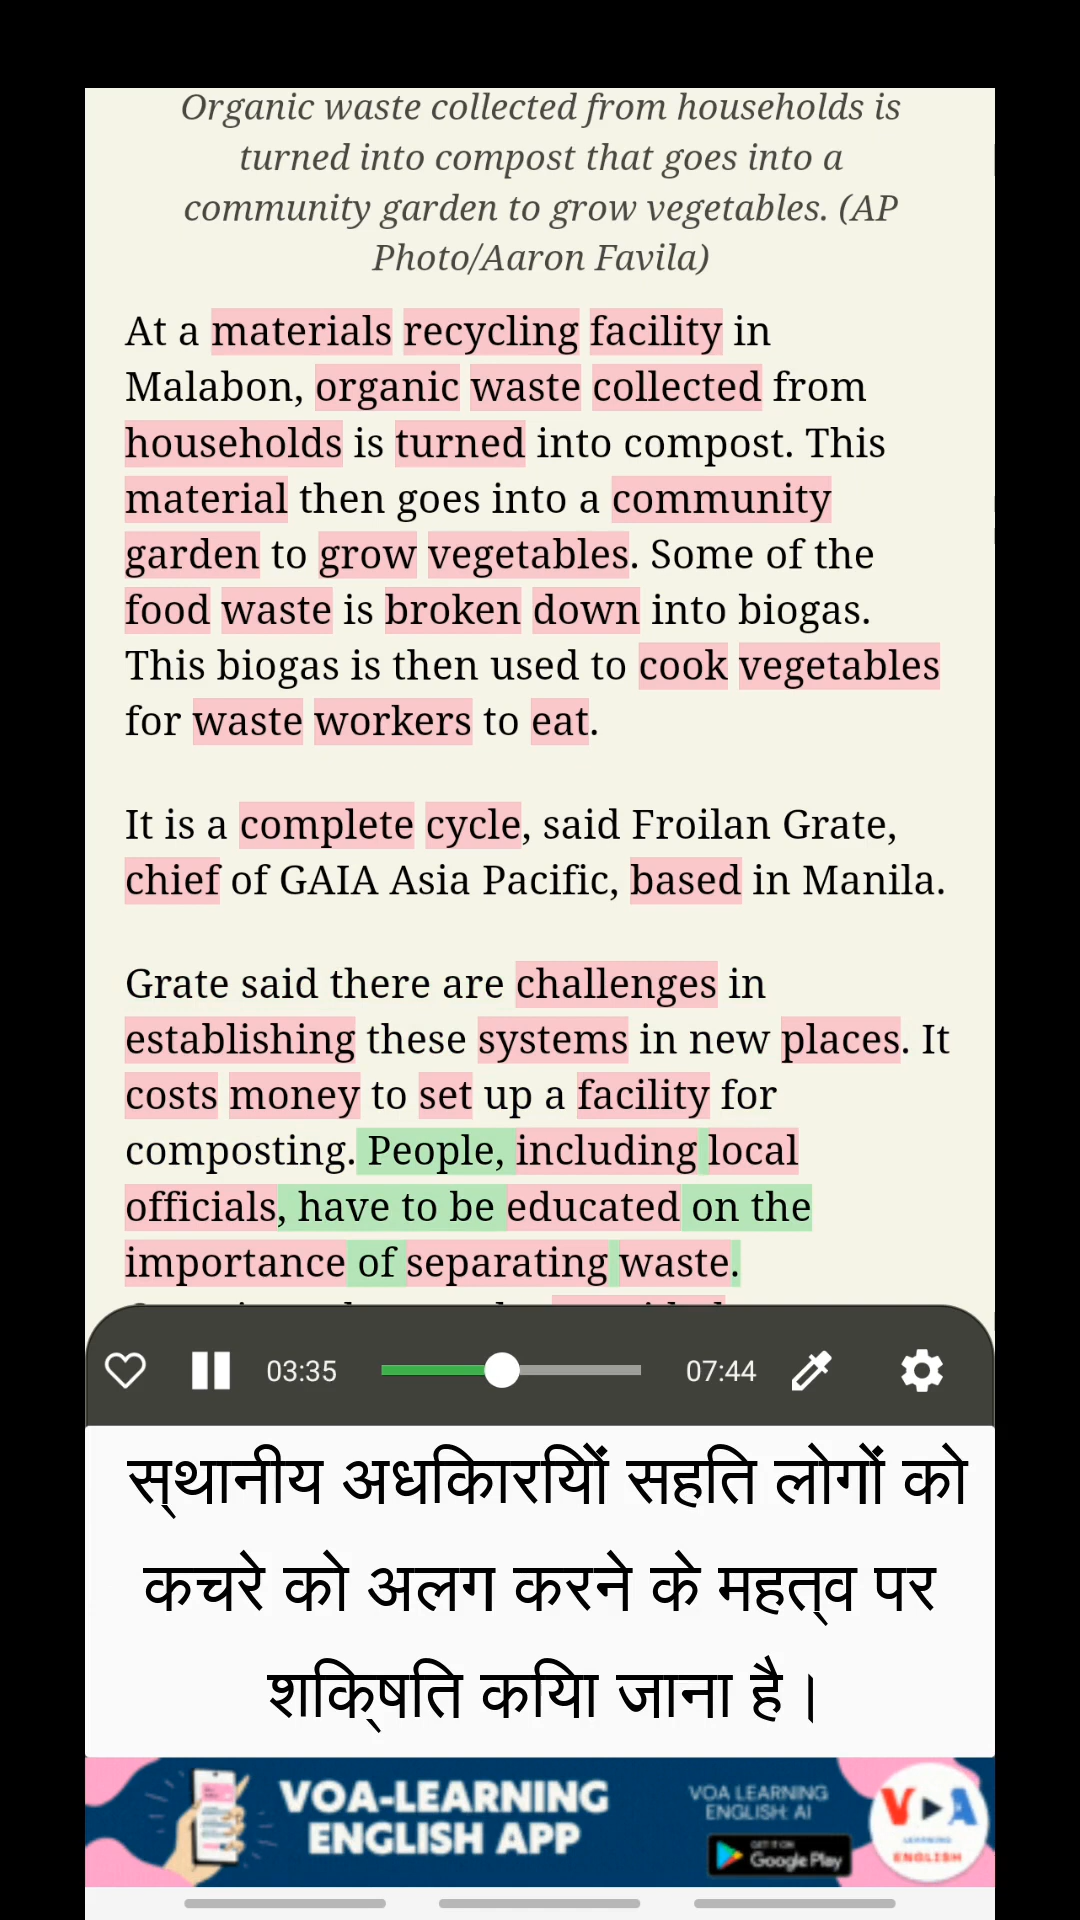 Organic waste collected from households is
turned into compost that goes into a
community garden to grow vegetables. (AP
Photo/Aaron Favila)
At a materials recycling facility in
Malabon, organic waste collected from
households is turned into compost. This
material then goes into a community
garden to grow vegetables. Some of the
food waste is broken down into biogas.
This biogas is then used to cook vegetables
for waste workers to eat.
It is a complete cycle, said Froilan Grate,
chief of GAIA Asia Pacific, based in Manila.
Grate said there are challenges in
establishing these systems in new places. It
costs money to set up a facility for
composting. People, including local
officials, have to be educated on the
importance of separating waste.
03:35 07:44
स्थानीय अधिकारियों सहित लोगों को
कचरे को अलग करने के महत्व पर
शिक्षित किया जाना है।
VOA-LEARNING
ENGLISH APP
VOA LEARNING
ENGLISH: AI
GET IT ON
Google Play
VOA
LEARNING
ENGLISH